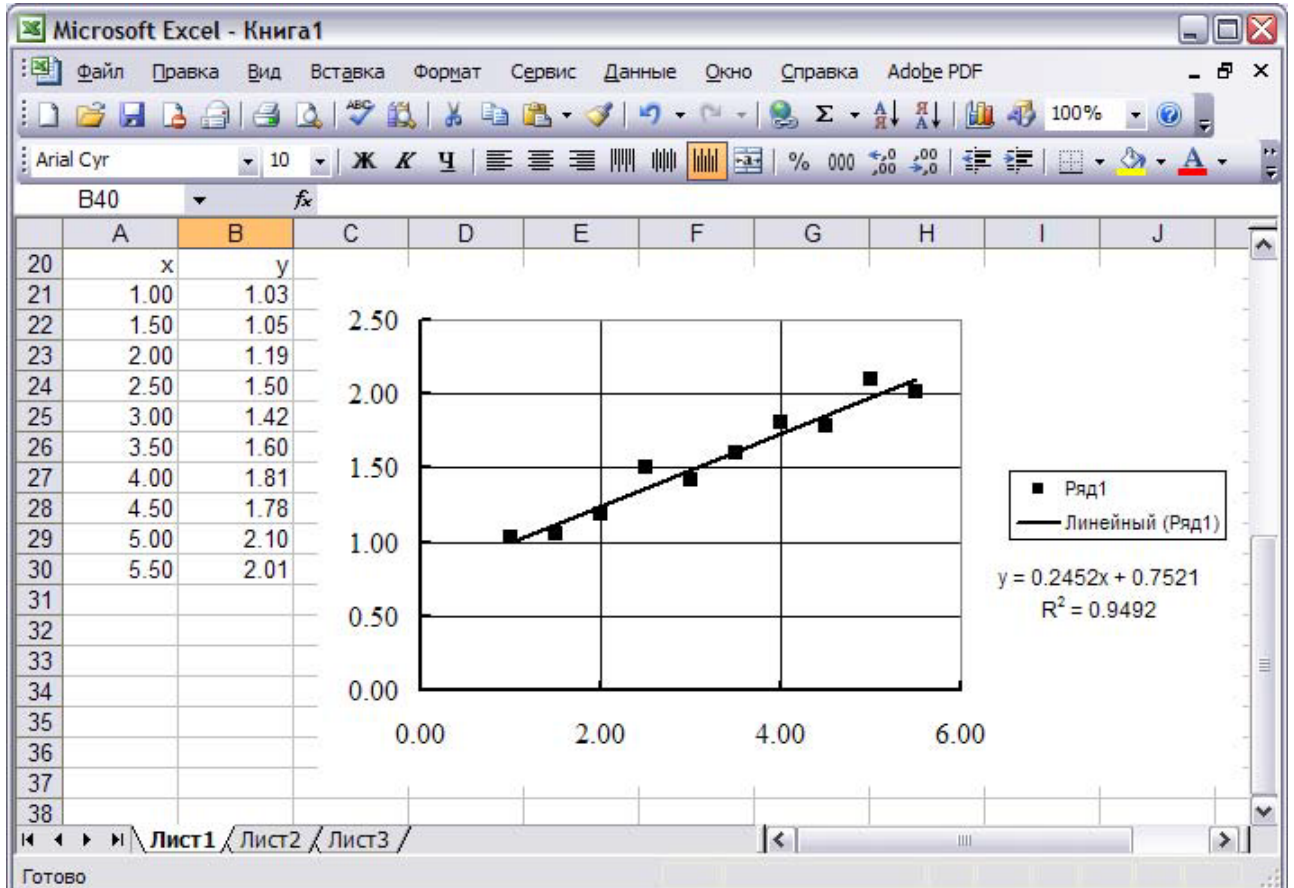 Microsoft Excel - Книга1
Файл Правка Вид Вставка Формат Сервис Данные Окно Справка Adobe PDF
100%
Arial Cyr 10 Ж К Ч % 000
B40 fx
A B C D E F G H I J
20 x y
21 1.00 1.03
22 1.50 1.05
23 2.00 1.19
24 2.50 1.50
25 3.00 1.42
26 3.50 1.60
27 4.00 1.81
28 4.50 1.78
29 5.00 2.10
30 5.50 2.01
31
32
33
34
35
36
37
38
2.50
2.00
1.50
1.00
0.50
0.00
0.00 2.00 4.00 6.00
Ряд1
Линейный (Ряд1)
y = 0.2452x + 0.7521
R² = 0.9492
Лист1 Лист2 Лист3
Готово